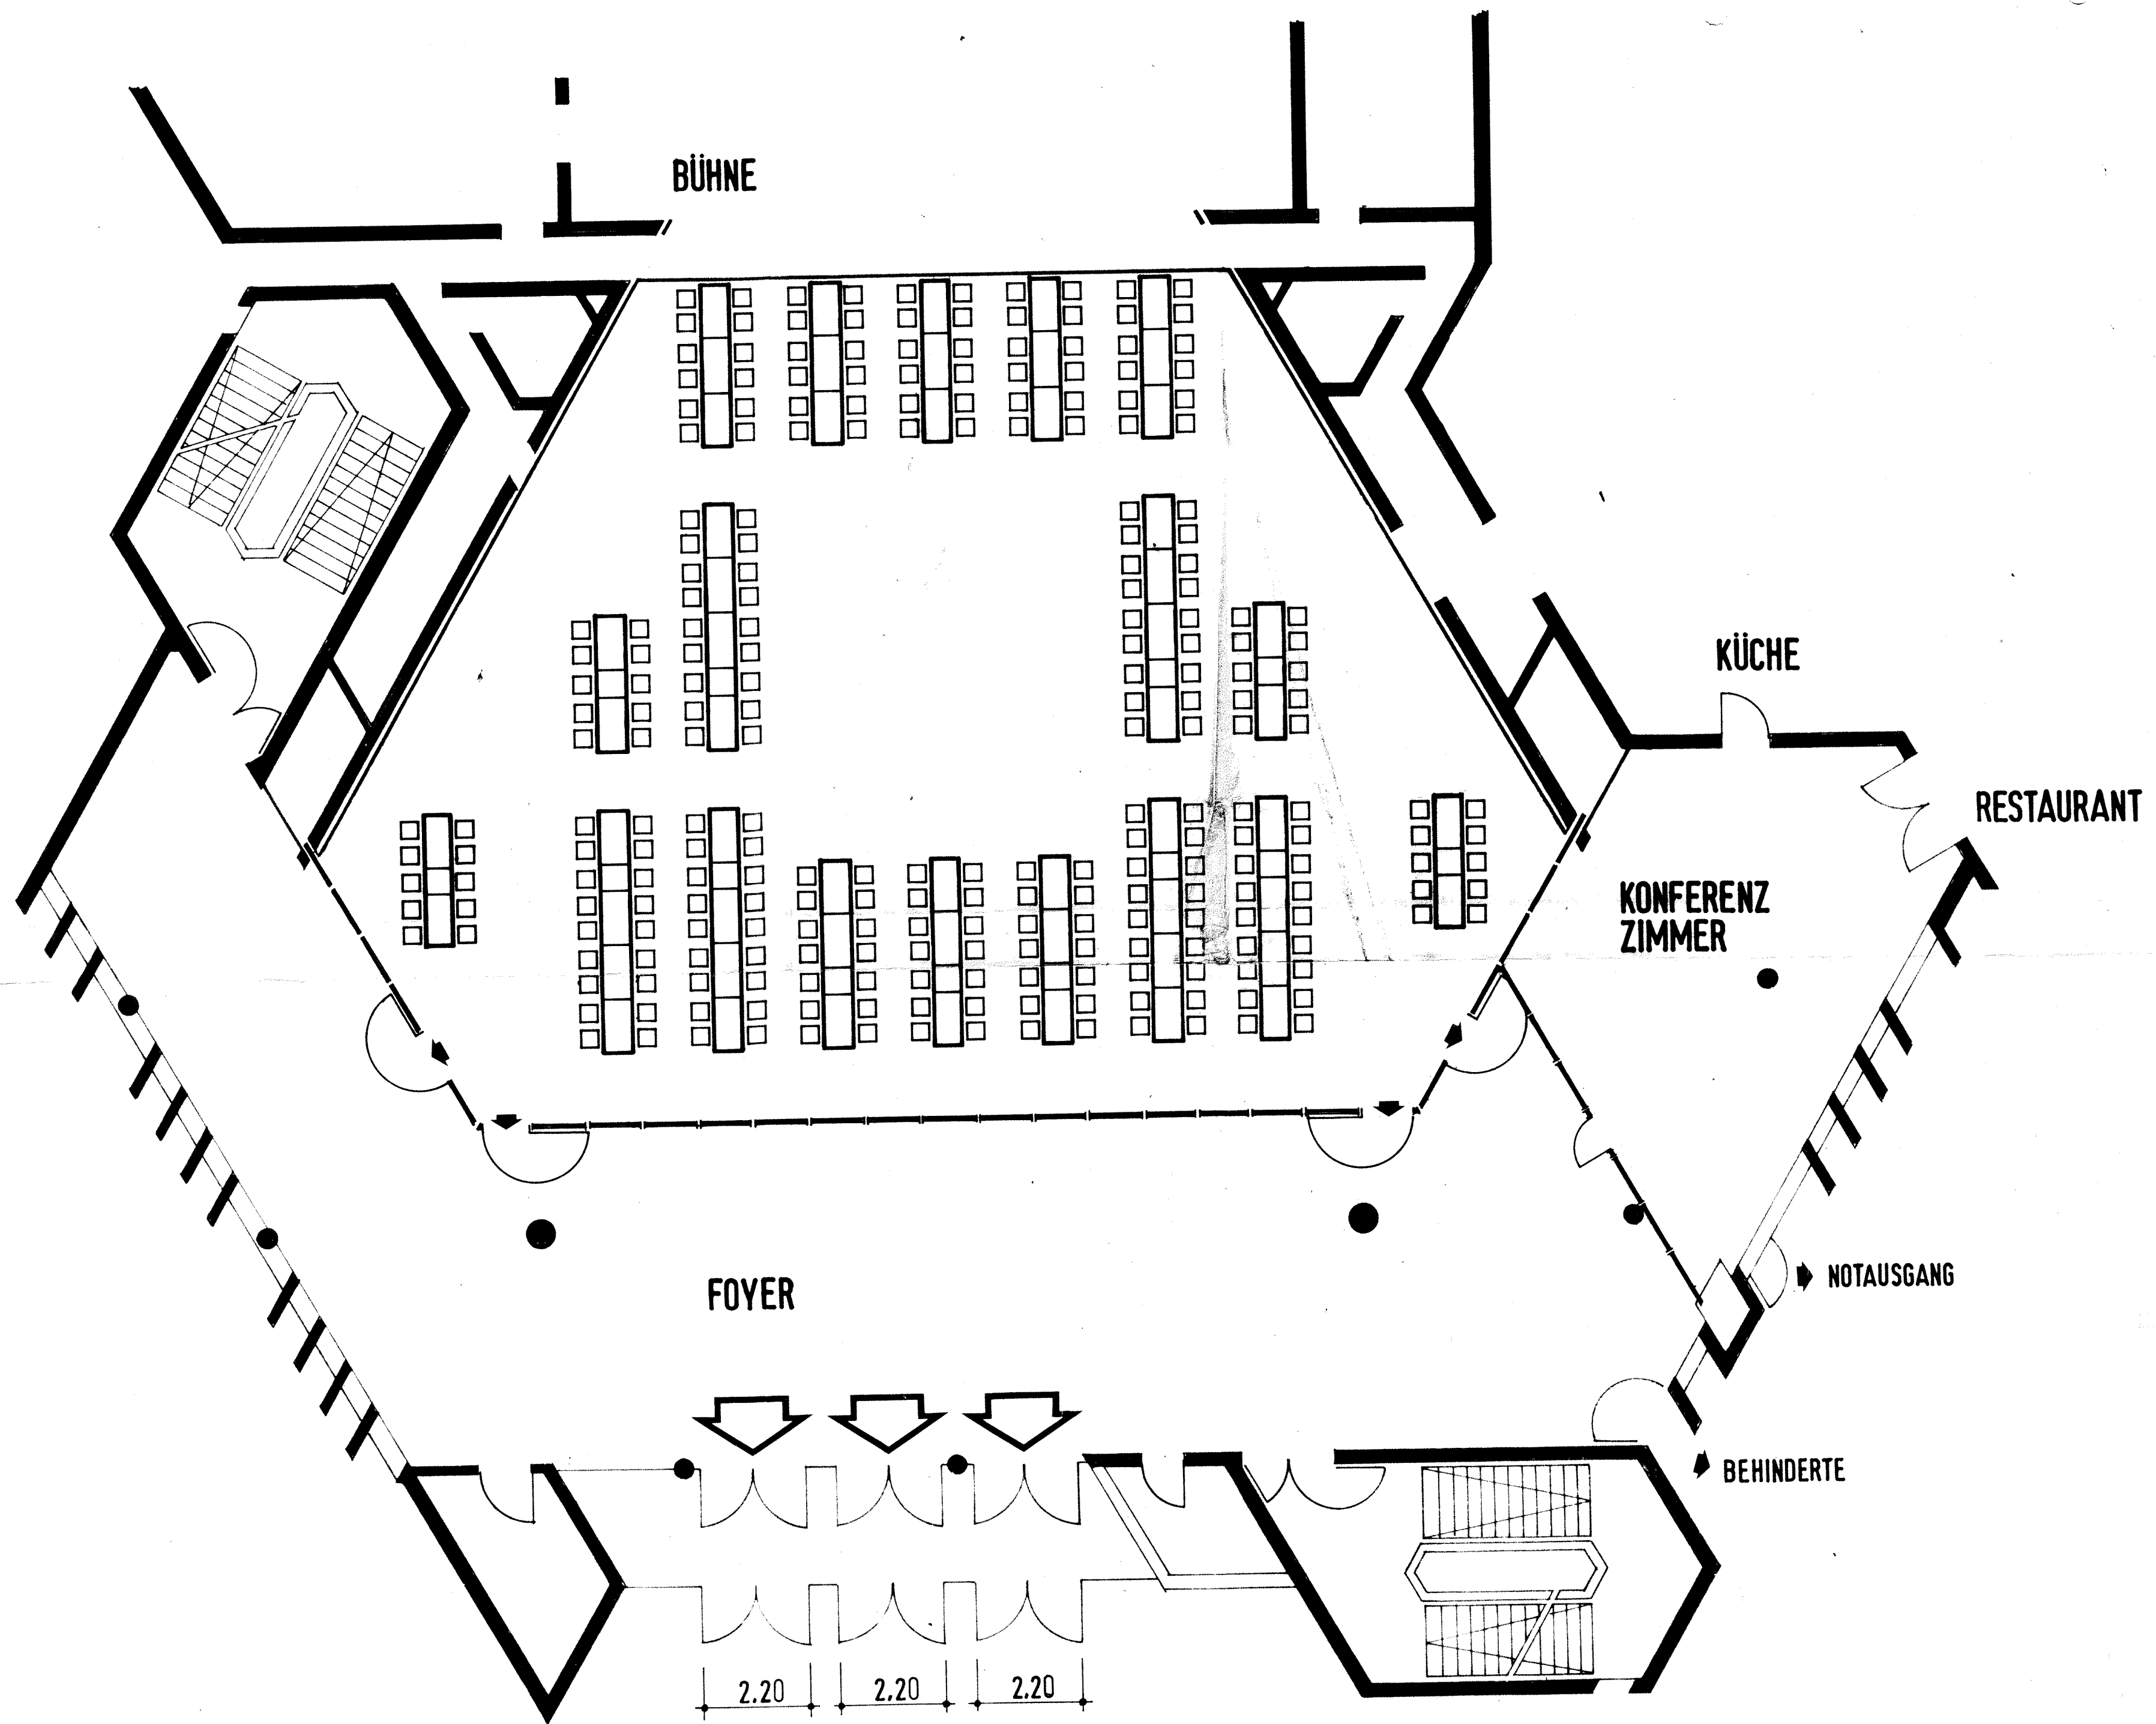 BÜHNE
KÜCHE
RESTAURANT
KONFERENZ
ZIMMER
FOYER
NOTAUSGANG
BEHINDERTE
2.20 2.20 2.20